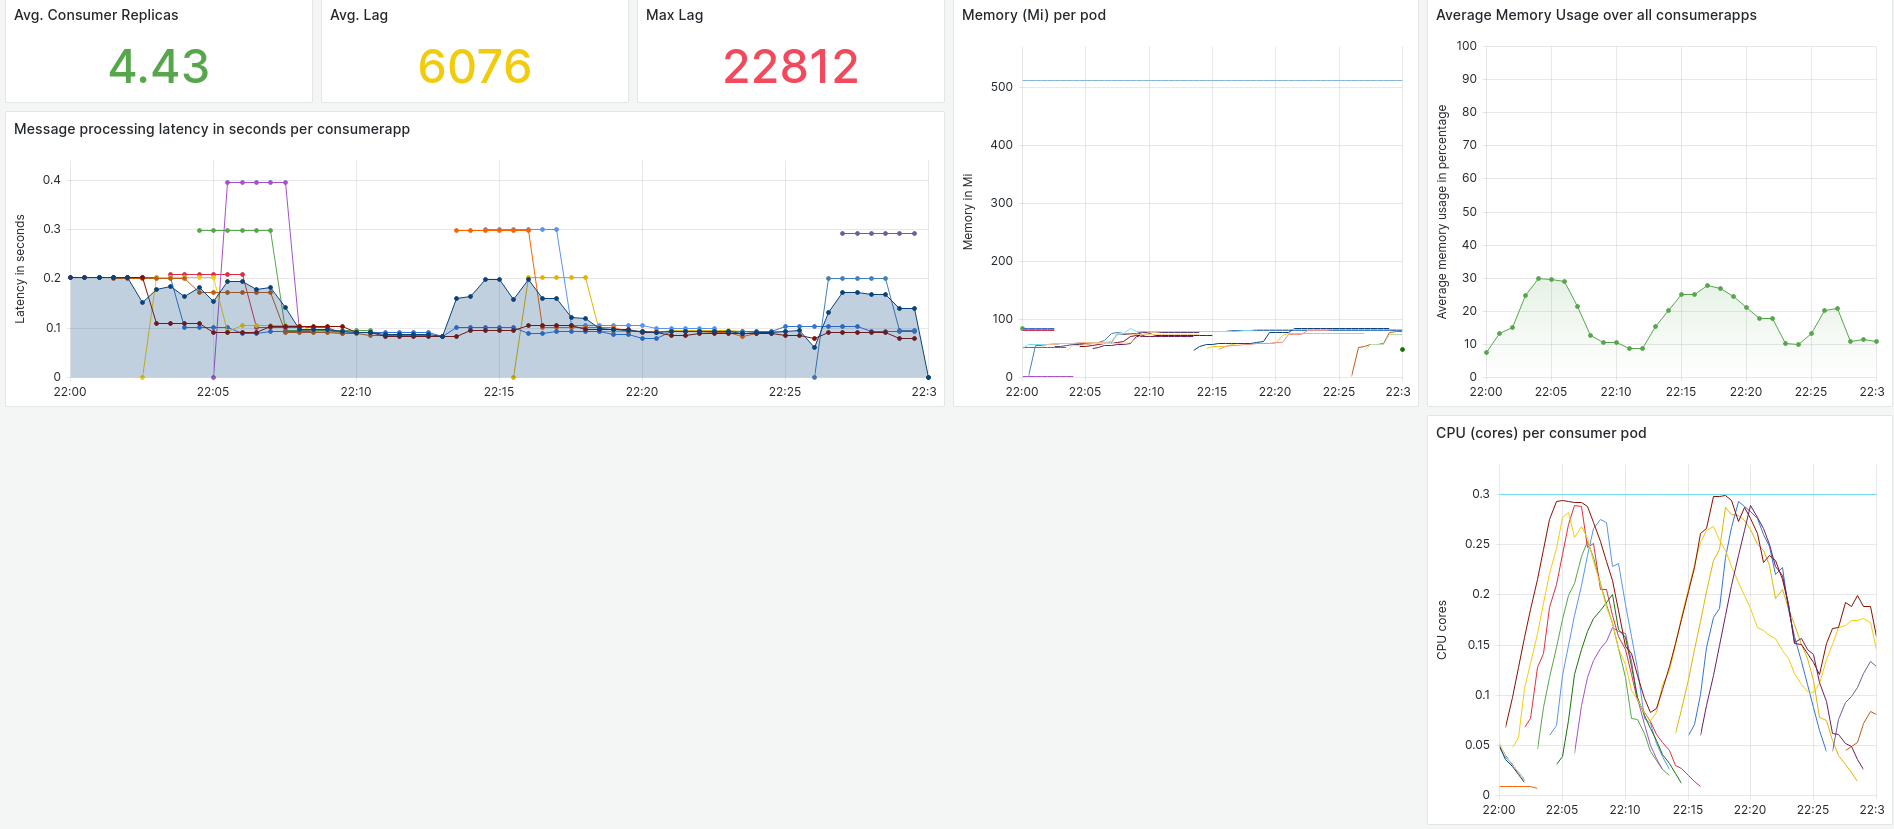 Avg. Consumer Replicas
4.43
Avg. Lag
6076
Max Lag
22812
Message processing latency in seconds per consumerapp
Latency in seconds
0.4
0.3
0.2
0.1
0
22:00 22:05 22:10 22:15 22:20 22:25 22:3
Memory (Mi) per pod
Memory in Mi
500
400
300
200
100
0
22:00 22:05 22:10 22:15 22:20 22:25 22:3
Average Memory Usage over all consumerapps
Average memory usage in percentage
100
90
80
70
60
50
40
30
20
10
0
22:00 22:05 22:10 22:15 22:20 22:25 22:3
CPU (cores) per consumer pod
CPU cores
0.3
0.25
0.2
0.15
0.1
0.05
0
22:00 22:05 22:10 22:15 22:20 22:25 22:3